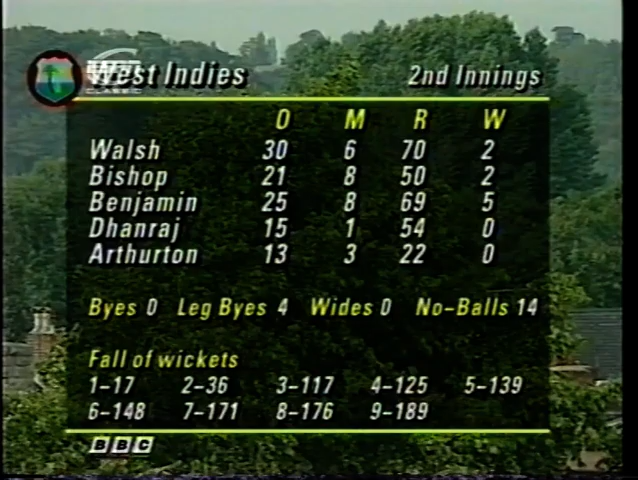 West Indies 2nd Innings
CLASSIC
O M R W
Walsh 30 6 70 2
Bishop 21 8 50 2
Benjamin 25 8 69 5
Dhanraj 15 1 54 0
Arthurton 13 3 22 0
Byes 0 Leg Byes 4 Wides 0 No-Balls 14
Fall of wickets
1-17 2-36 3-117 4-125 5-139
6-148 7-171 8-176 9-189
BBC